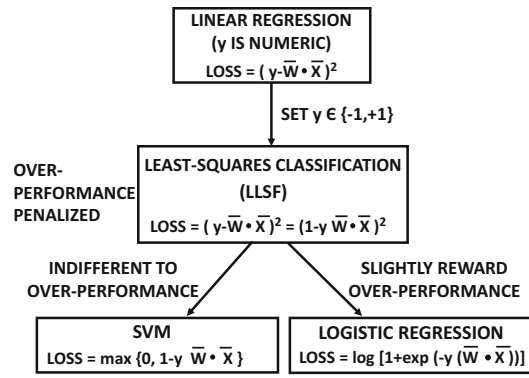 LINEAR REGRESSION
(y IS NUMERIC)
LOSS = ( y-W̅ • X̅ )²
SET y Є {-1,+1}
OVER-
PERFORMANCE
PENALIZED
LEAST-SQUARES CLASSIFICATION
(LLSF)
LOSS = ( y-W̅ • X̅ )² = (1-y W̅ • X̅ )²
INDIFFERENT TO
OVER-PERFORMANCE
SLIGHTLY REWARD
OVER-PERFORMANCE
SVM
LOSS = max {0, 1-y W̅ • X̅ }
LOGISTIC REGRESSION
LOSS = log [1+exp (-y (W̅ • X̅))]